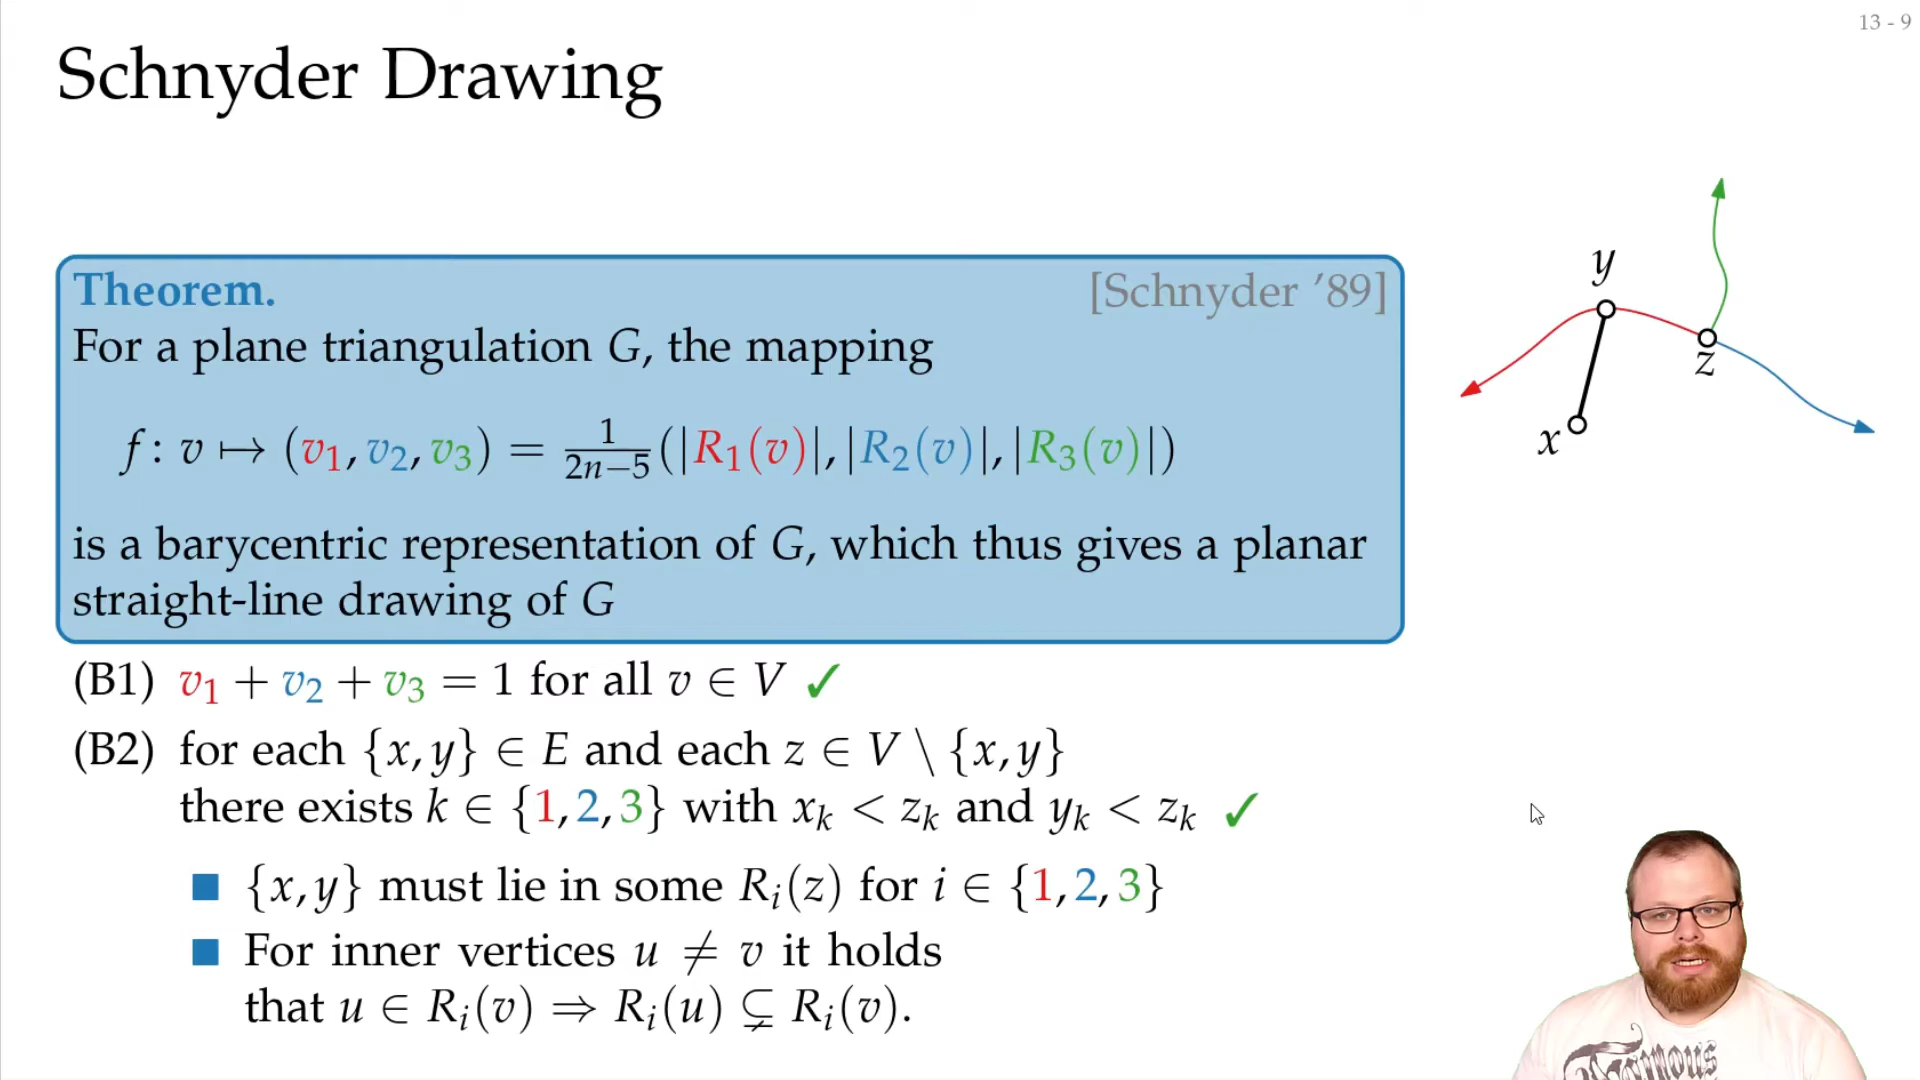 13 - 9
Schnyder Drawing
Theorem. [Schnyder ’89]
For a plane triangulation G, the mapping
f : v ↦ (v₁, v₂, v₃) = 1/(2n−5) (|R₁(v)|, |R₂(v)|, |R₃(v)|)
is a barycentric representation of G, which thus gives a planar
straight-line drawing of G
(B1) v₁ + v₂ + v₃ = 1 for all v ∈ V ✓
(B2) for each {x, y} ∈ E and each z ∈ V \ {x, y}
there exists k ∈ {1, 2, 3} with xₖ < zₖ and yₖ < zₖ ✓
■ {x, y} must lie in some Rᵢ(z) for i ∈ {1, 2, 3}
■ For inner vertices u ≠ v it holds
that u ∈ Rᵢ(v) ⇒ Rᵢ(u) ⊊ Rᵢ(v).
y
z
x